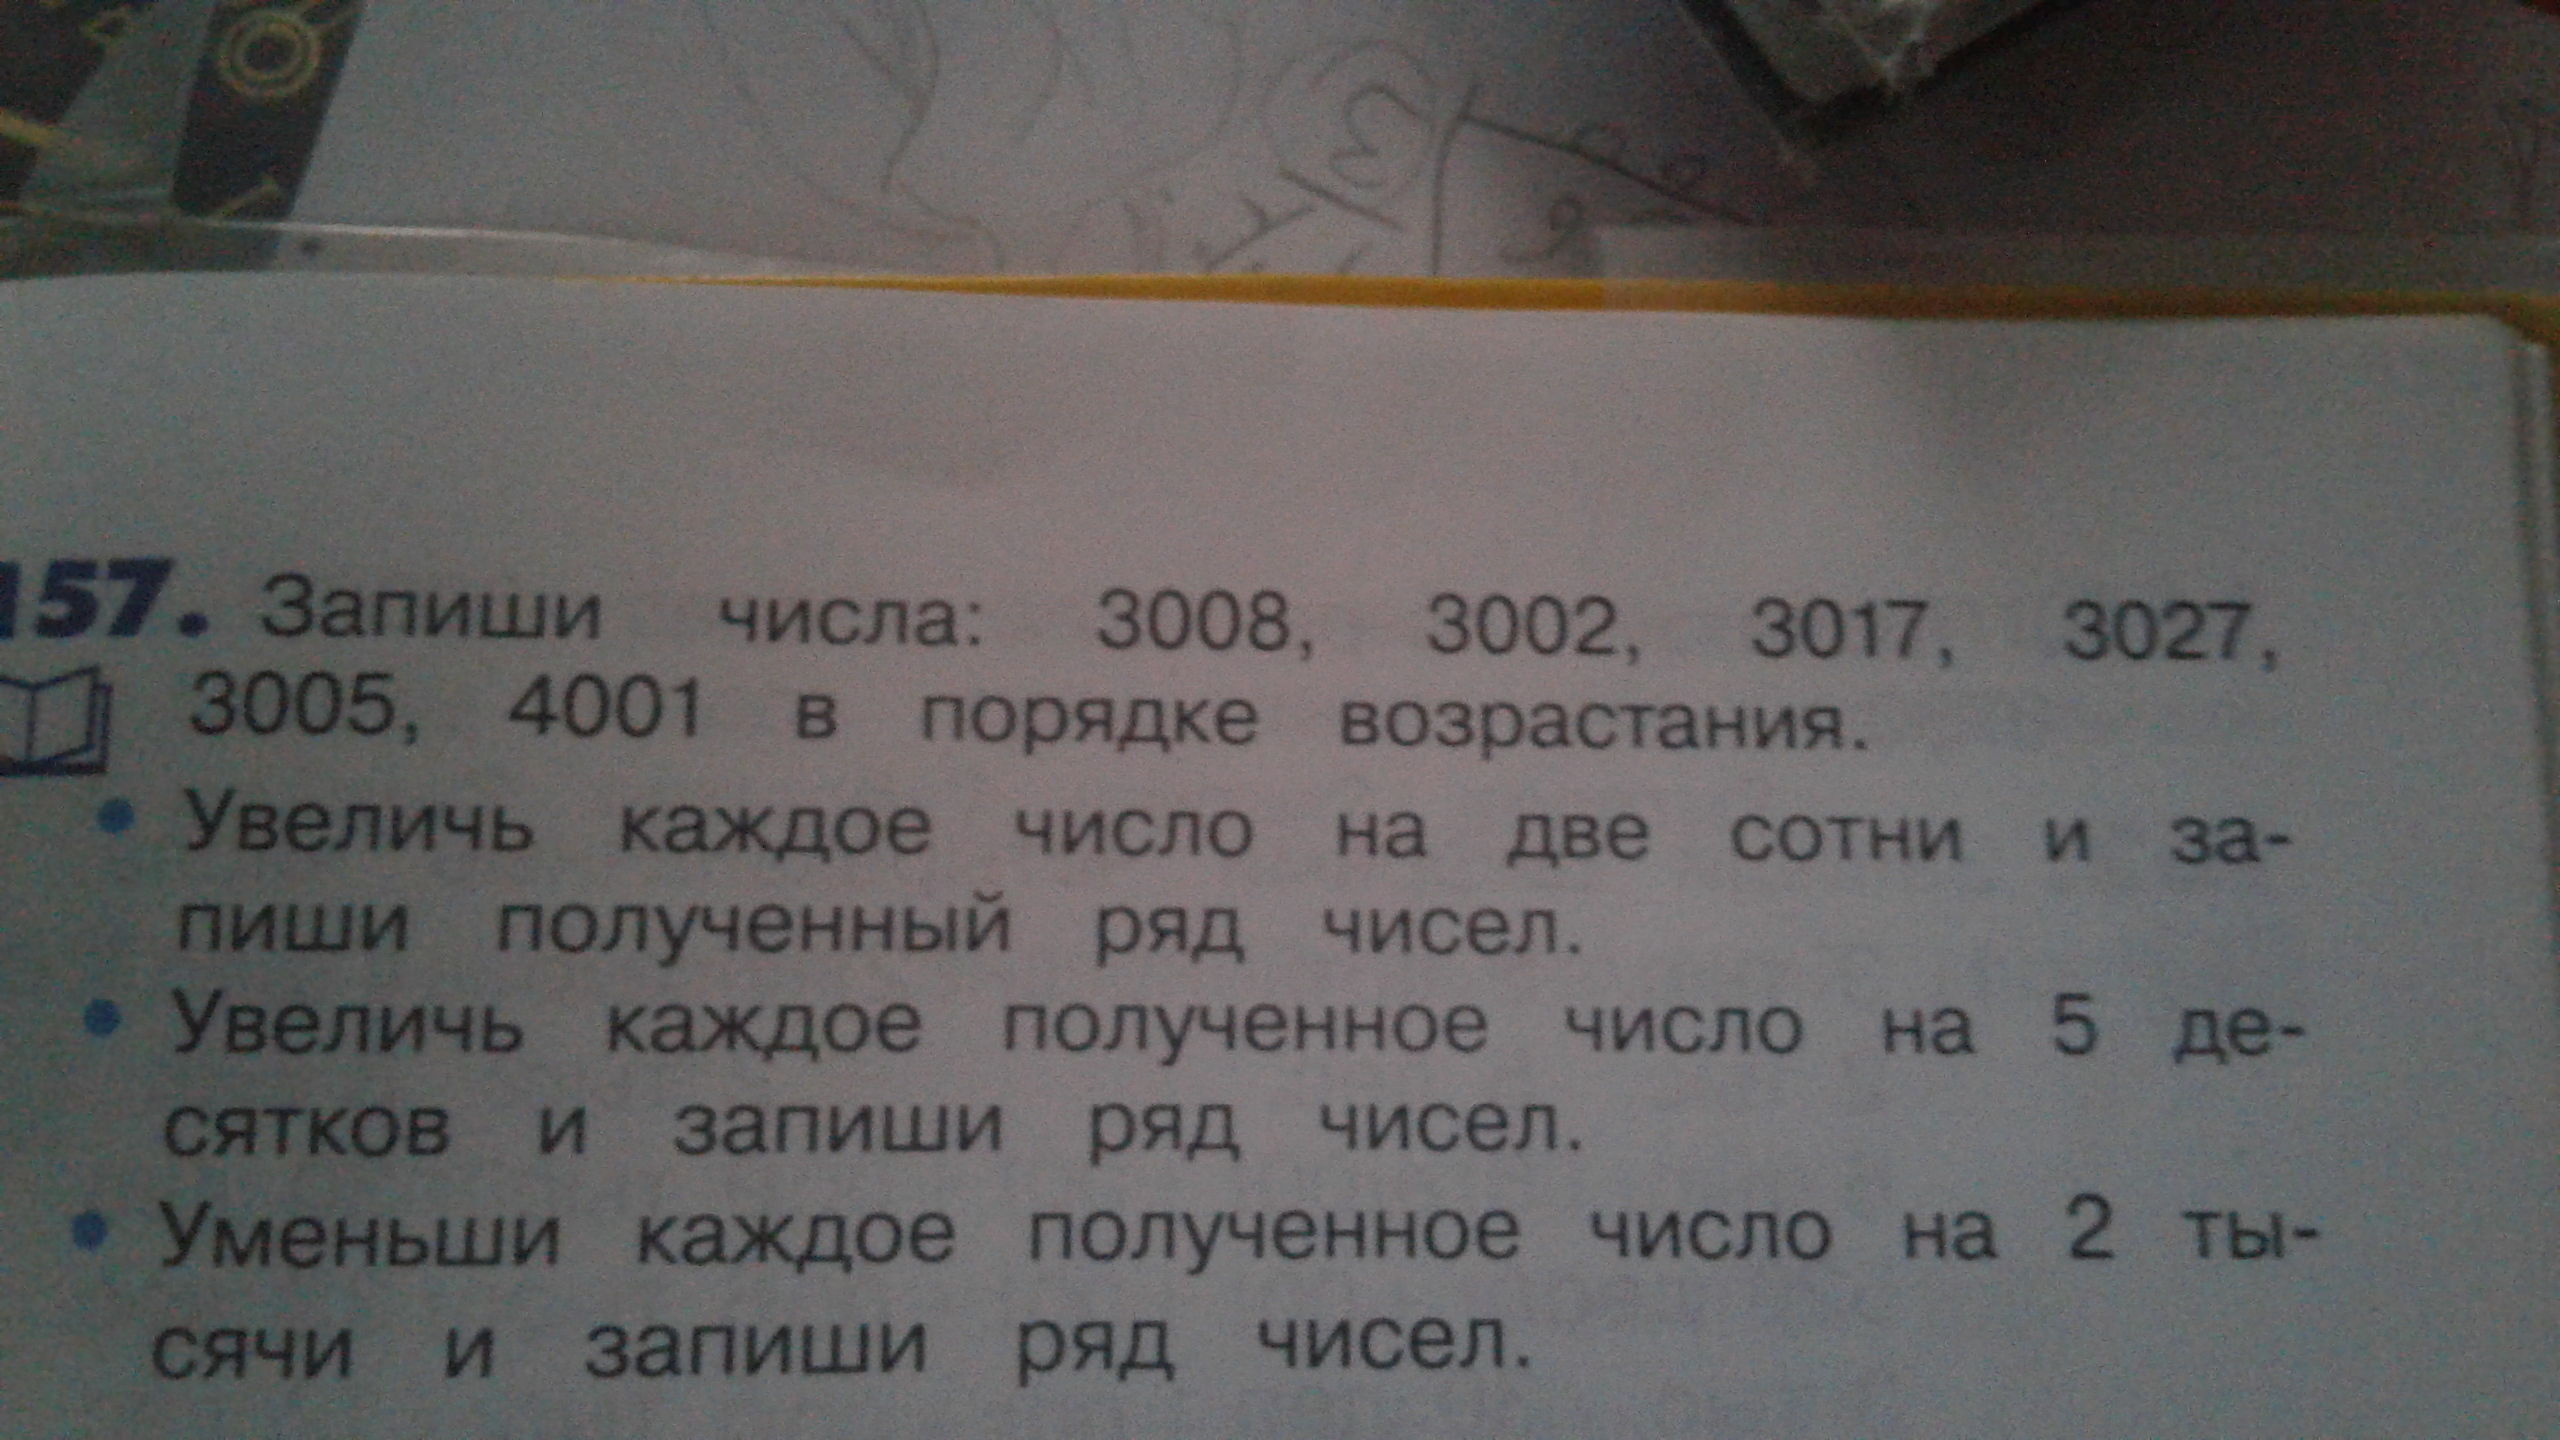 157. Запиши числа: 3008, 3002, 3017, 3027,
3005, 4001 в порядке возрастания.
• Увеличь каждое число на две сотни и за-
пиши полученный ряд чисел.
• Увеличь каждое полученное число на 5 де-
сятков и запиши ряд чисел.
• Уменьши каждое полученное число на 2 ты-
сячи и запиши ряд чисел.